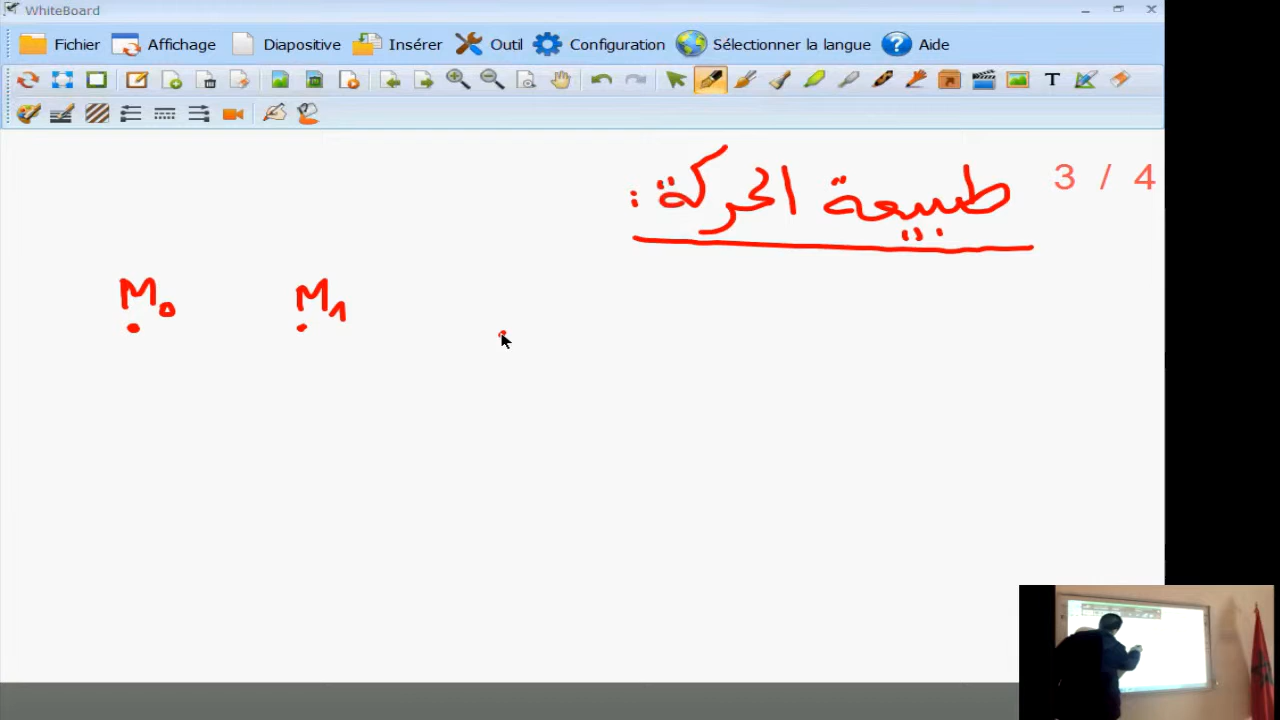 WhiteBoard
Fichier Affichage Diapositive Insérer Outil Configuration Sélectionner la langue Aide
T
3 / 4
طبيعة الحركة :
M0 M1